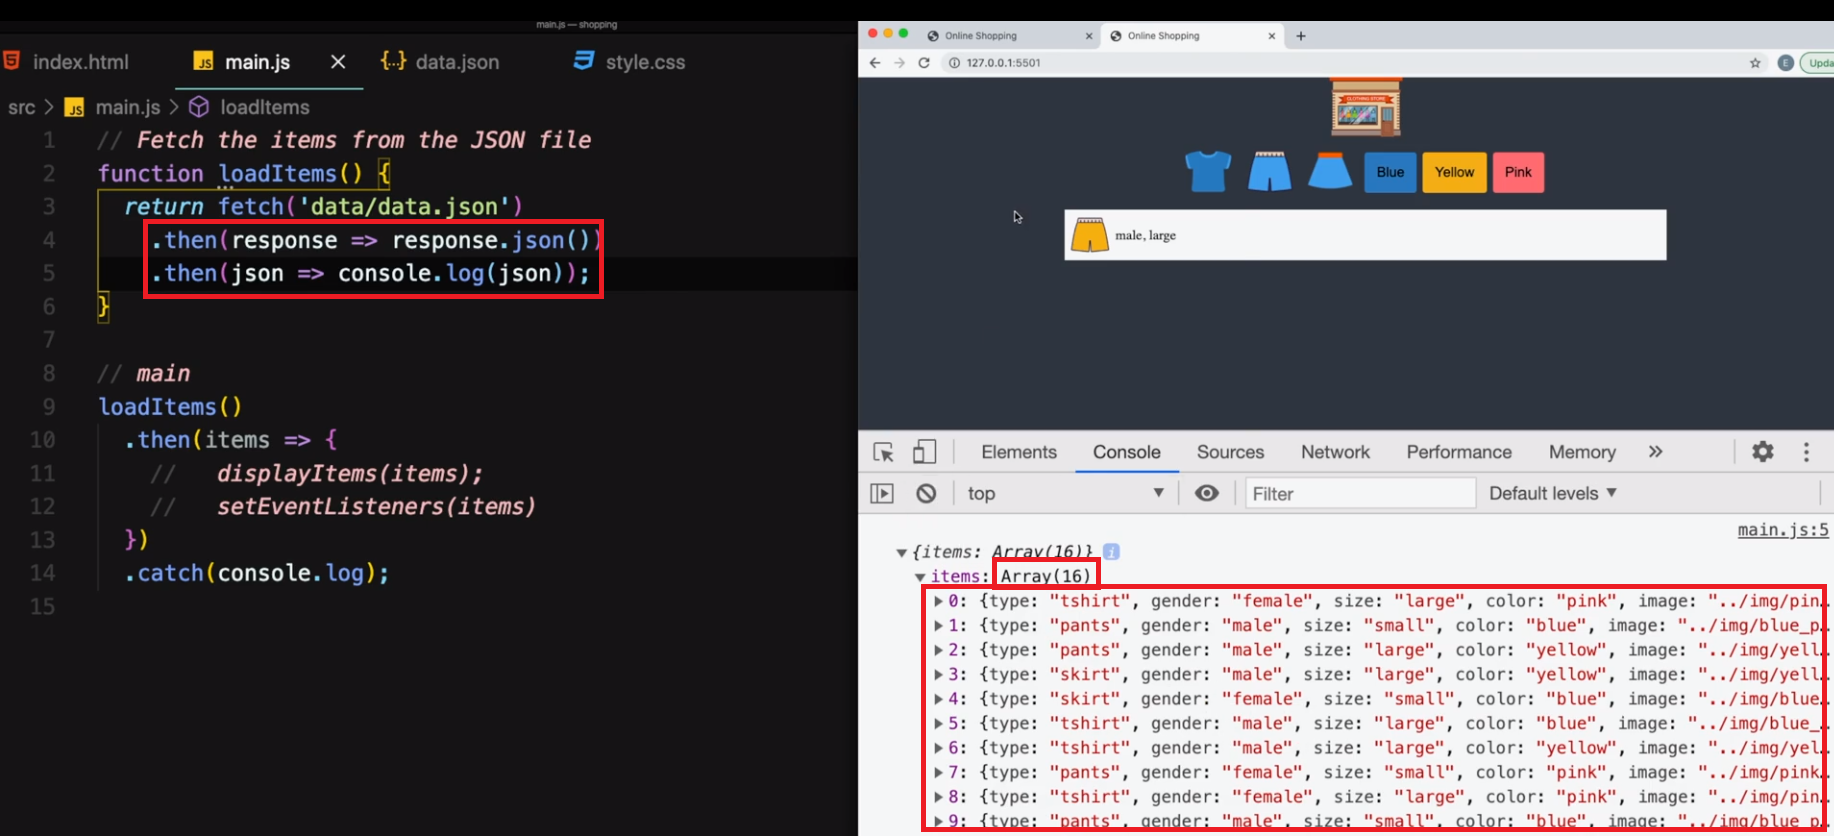 main.js — shopping
index.html
main.js
data.json
style.css
src > main.js > loadItems
1 // Fetch the items from the JSON file
2 function loadItems() {
3 return fetch('data/data.json')
4 .then(response => response.json())
5 .then(json => console.log(json));
6 }
7
8 // main
9 loadItems()
10 .then(items => {
11 // displayItems(items);
12 // setEventListeners(items)
13 })
14 .catch(console.log);
15
Online Shopping
Online Shopping
127.0.0.1:5501
E
Upda
CLOTHING STORE
Blue
Yellow
Pink
male, large
Elements Console Sources Network Performance Memory
top
Filter
Default levels
main.js:5
{items: Array(16)} i
items: Array(16)
0: {type: "tshirt", gender: "female", size: "large", color: "pink", image: "../img/pin…
1: {type: "pants", gender: "male", size: "small", color: "blue", image: "../img/blue_p…
2: {type: "pants", gender: "male", size: "large", color: "yellow", image: "../img/yell…
3: {type: "skirt", gender: "male", size: "large", color: "yellow", image: "../img/yell…
4: {type: "skirt", gender: "female", size: "small", color: "blue", image: "../img/blue…
5: {type: "tshirt", gender: "male", size: "large", color: "blue", image: "../img/blue_…
6: {type: "tshirt", gender: "male", size: "large", color: "yellow", image: "../img/yel…
7: {type: "pants", gender: "female", size: "small", color: "pink", image: "../img/pink…
8: {type: "tshirt", gender: "female", size: "large", color: "pink", image: "../img/pin…
9: {type: "pants", gender: "male", size: "small", color: "blue", image: "../img/blue_p…